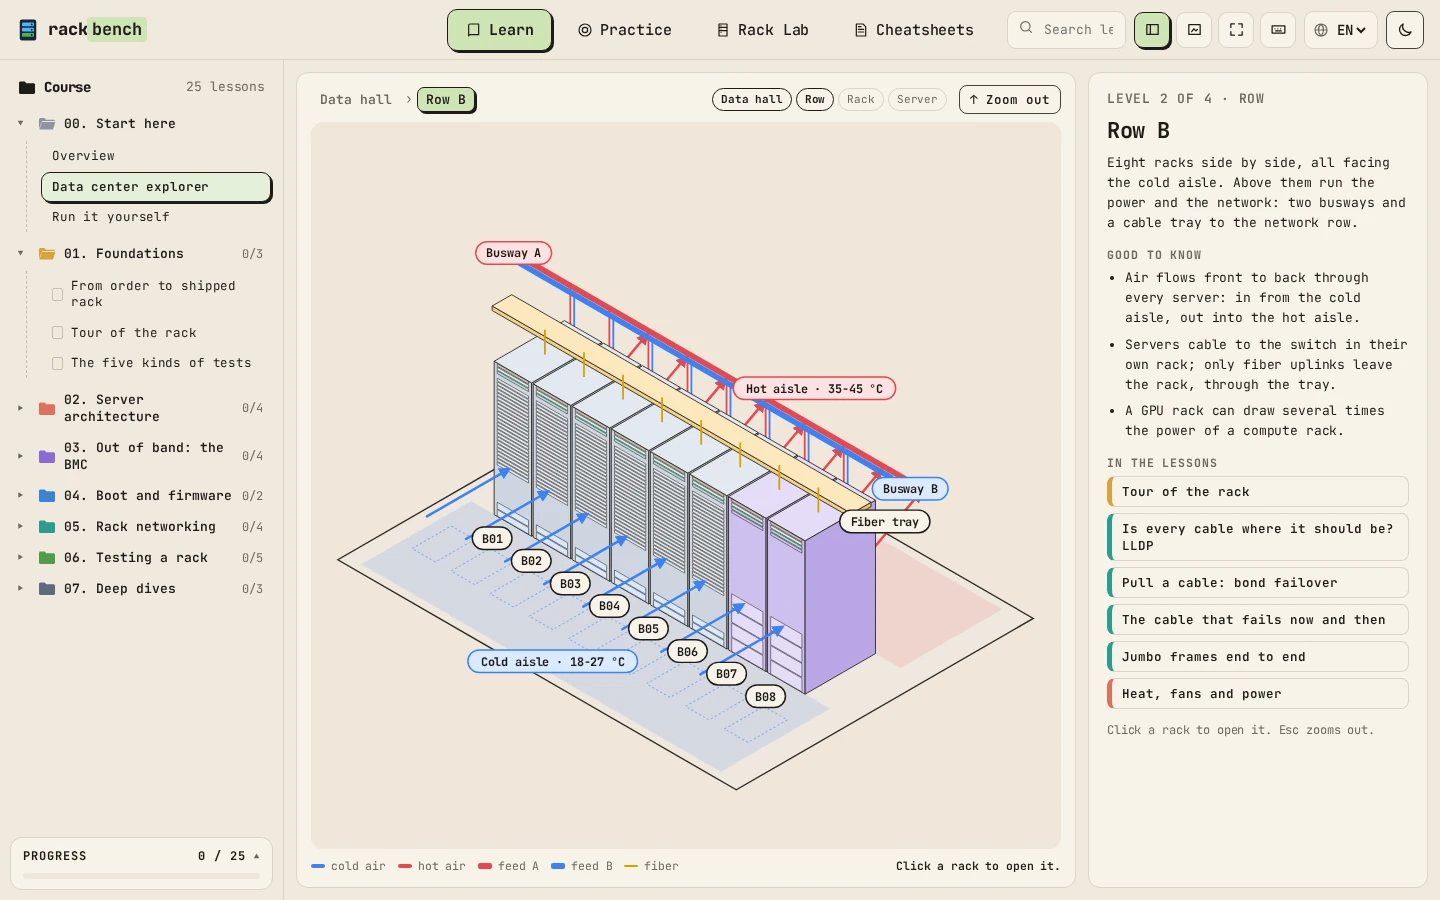 rackbench
Learn
Practice
Rack Lab
Cheatsheets
Search le
EN
Course
25 lessons
00. Start here
Overview
Data center explorer
Run it yourself
01. Foundations
0/3
From order to shipped
rack
Tour of the rack
The five kinds of tests
02. Server
architecture
0/4
03. Out of band: the
BMC
0/4
04. Boot and firmware
0/2
05. Rack networking
0/4
06. Testing a rack
0/5
07. Deep dives
0/3
PROGRESS
0 / 25
Data hall › Row B
Data hall
Row
Rack
Server
↑ Zoom out
Busway A
Hot aisle · 35-45 °C
Busway B
Fiber tray
B01
B02
B03
B04
B05
B06
B07
B08
Cold aisle · 18-27 °C
cold air
hot air
feed A
feed B
fiber
Click a rack to open it.
LEVEL 2 OF 4 · ROW
Row B
Eight racks side by side, all facing
the cold aisle. Above them run the
power and the network: two busways and
a cable tray to the network row.
GOOD TO KNOW
• Air flows front to back through
every server: in from the cold
aisle, out into the hot aisle.
• Servers cable to the switch in their
own rack; only fiber uplinks leave
the rack, through the tray.
• A GPU rack can draw several times
the power of a compute rack.
IN THE LESSONS
Tour of the rack
Is every cable where it should be?
LLDP
Pull a cable: bond failover
The cable that fails now and then
Jumbo frames end to end
Heat, fans and power
Click a rack to open it. Esc zooms out.